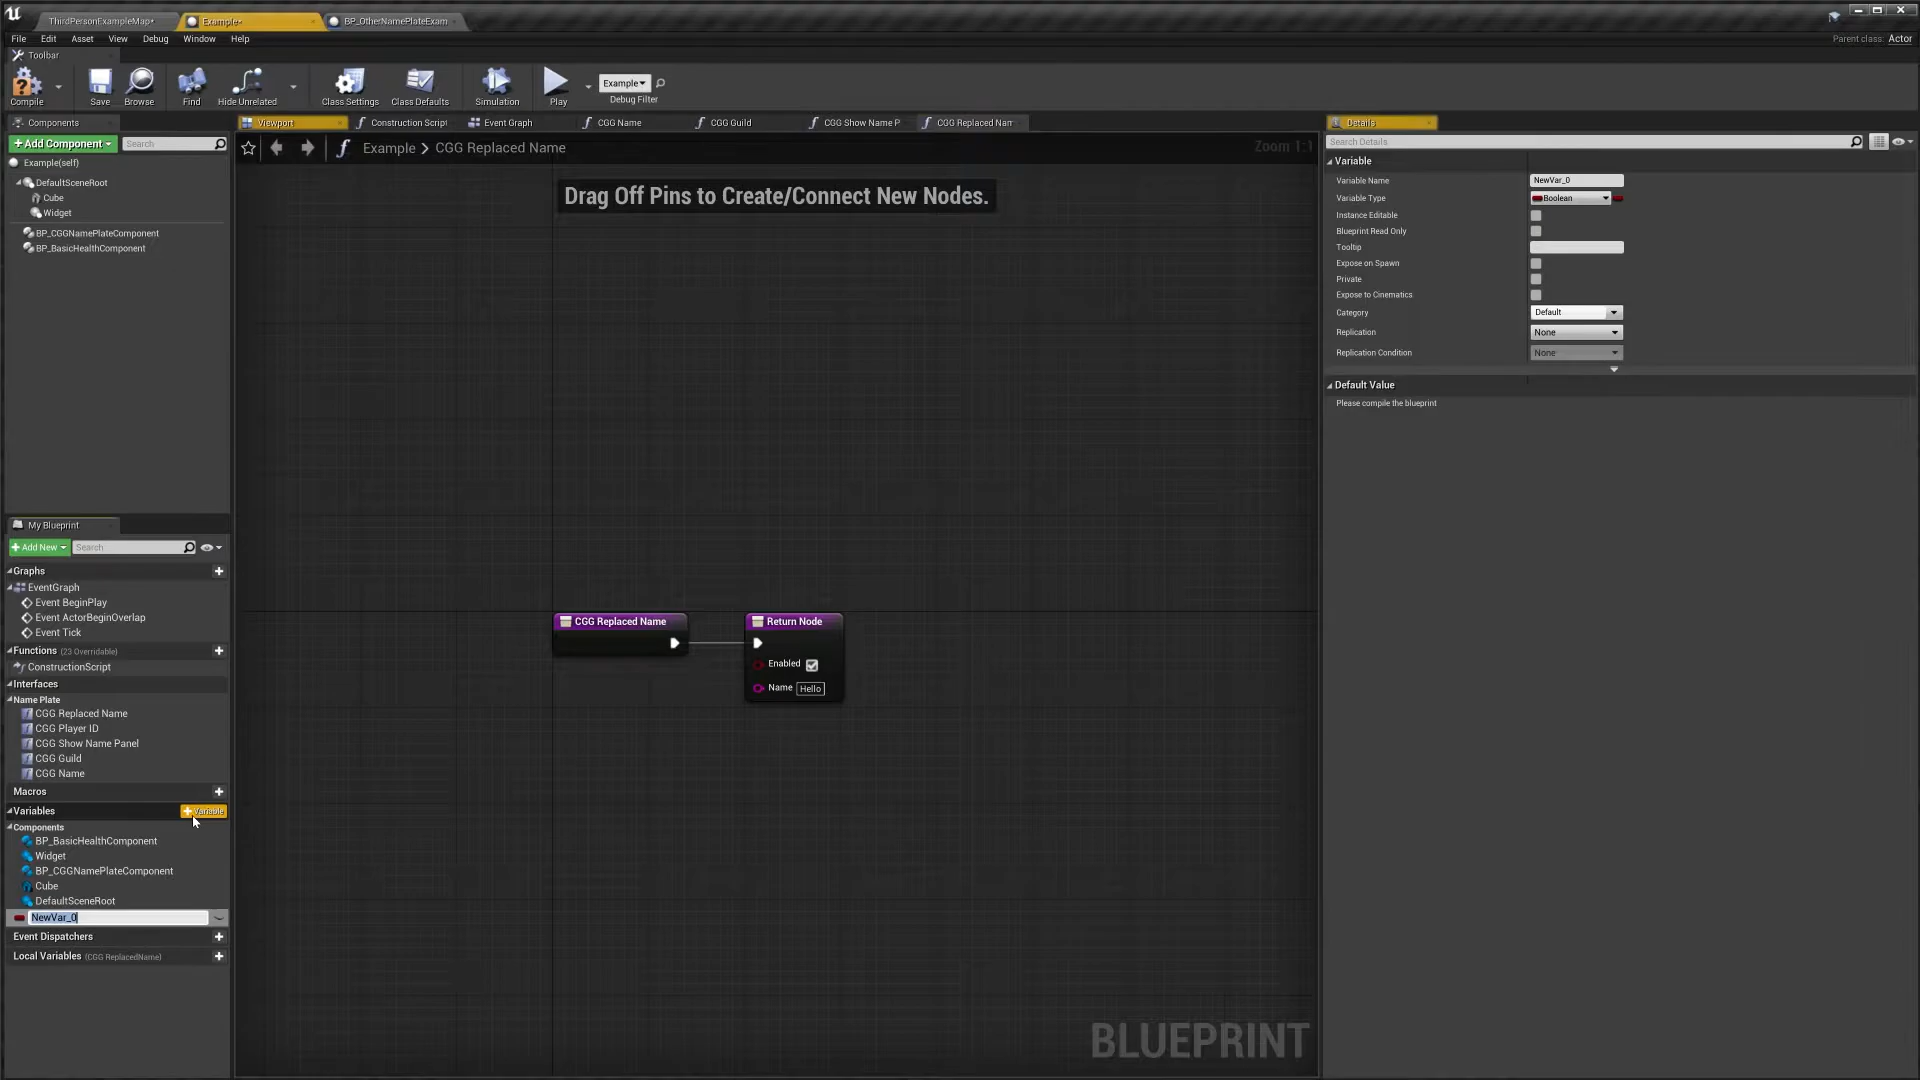 ThirdPersonExampleMap*
Example*
BP_OtherNamePlateExam
File Edit Asset View Debug Window Help
Parent class: Actor
Toolbar
Compile
Save
Browse
Find
Hide Unrelated
Class Settings
Class Defaults
Simulation
Play
Example
Debug Filter
Components
+Add Component
Search
Example(self)
DefaultSceneRoot
Cube
Widget
BP_CGGNamePlateComponent
BP_BasicHealthComponent
My Blueprint
+Add New
Search
Graphs
EventGraph
Event BeginPlay
Event ActorBeginOverlap
Event Tick
Functions (23 Overridable)
ConstructionScript
Interfaces
Name Plate
CGG Replaced Name
CGG Player ID
CGG Show Name Panel
CGG Guild
CGG Name
Macros
Variables
+Variable
Components
BP_BasicHealthComponent
Widget
BP_CGGNamePlateComponent
Cube
DefaultSceneRoot
NewVar_0
Event Dispatchers
Local Variables (CGG ReplacedName)
Viewport
Construction Script
Event Graph
CGG Name
CGG Guild
CGG Show Name P
CGG Replaced Nam
Example > CGG Replaced Name
Zoom 1:1
Drag Off Pins to Create/Connect New Nodes.
CGG Replaced Name
Return Node
Enabled
Name Hello
BLUEPRINT
Details
Search Details
Variable
Variable Name NewVar_0
Variable Type Boolean
Instance Editable
Blueprint Read Only
Tooltip
Expose on Spawn
Private
Expose to Cinematics
Category Default
Replication None
Replication Condition None
Default Value
Please compile the blueprint